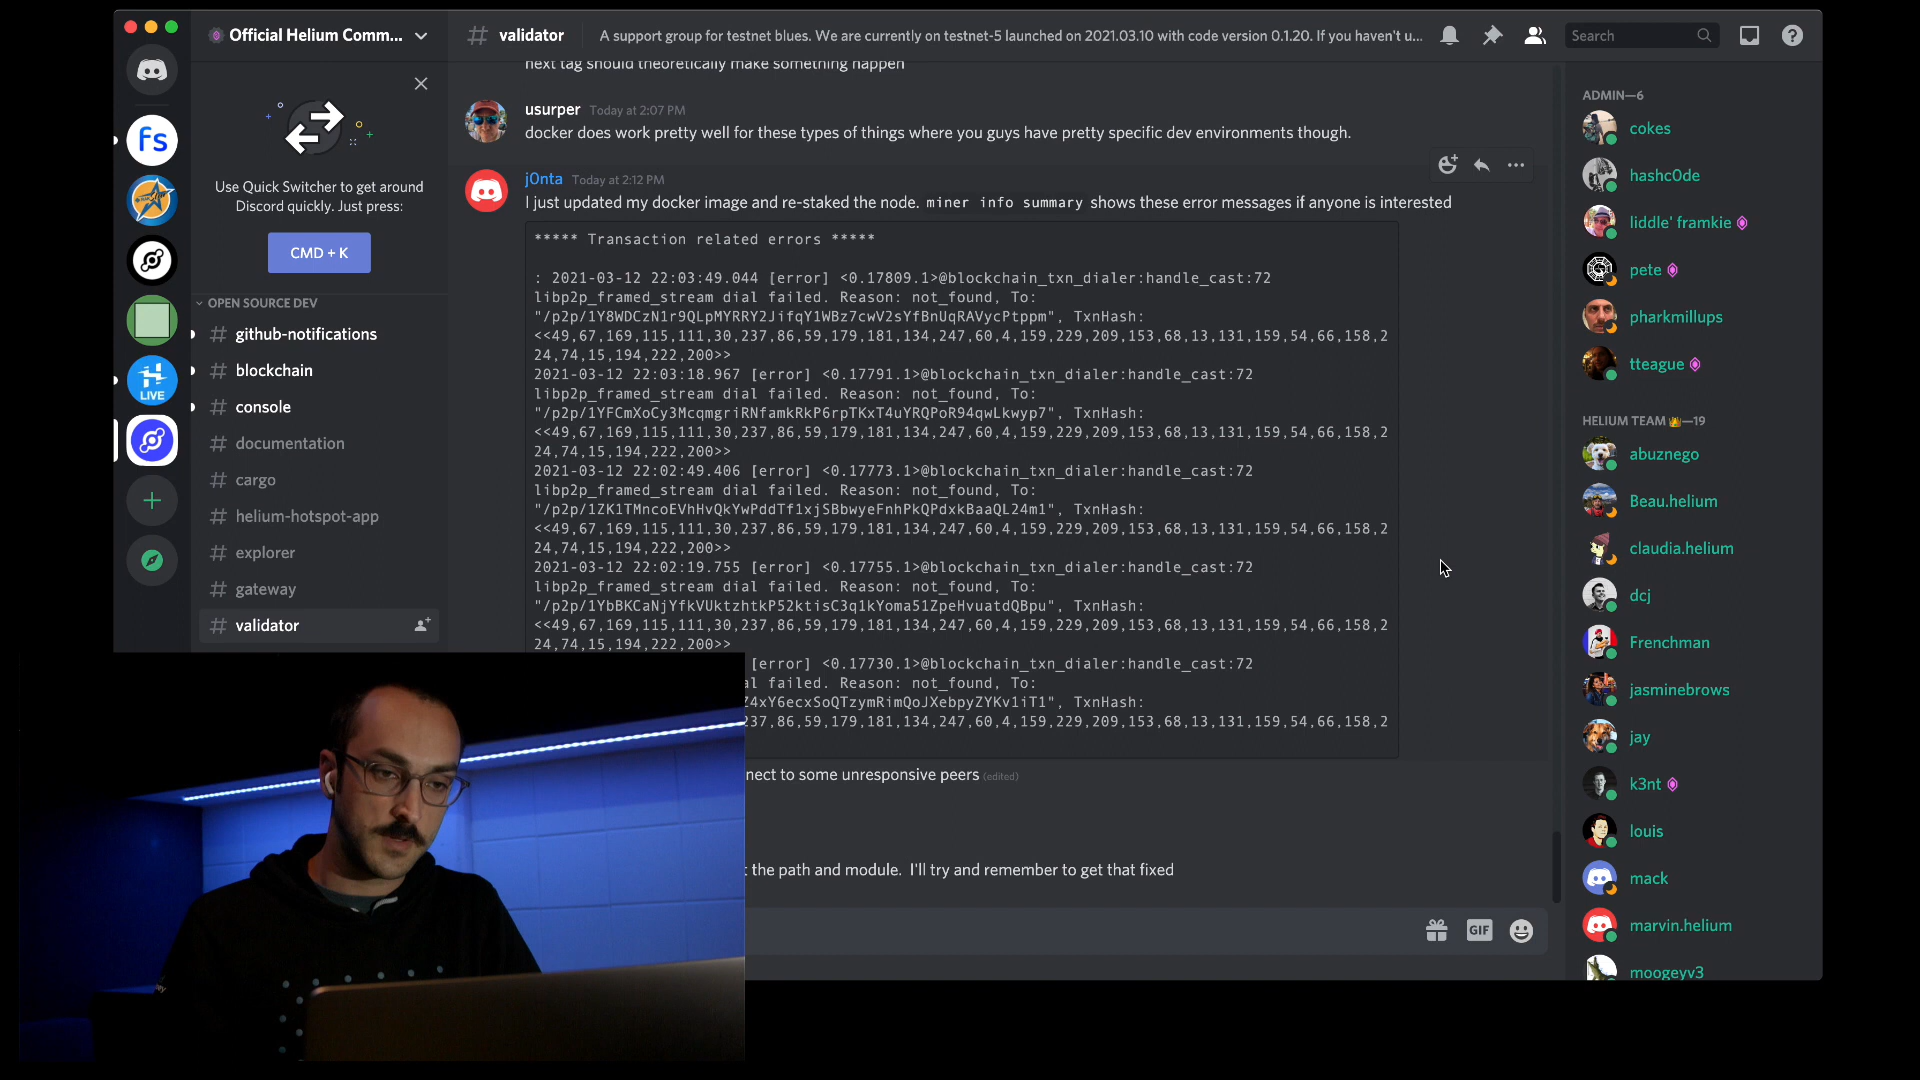 Official Helium Comm...
validator
A support group for testnet blues. We are currently on testnet-5 launched on 2021.03.10 with code version 0.1.20. If you haven't u...
Search
Use Quick Switcher to get around
Discord quickly. Just press:
CMD + K
fs
LIVE
OPEN SOURCE DEV
github-notifications
blockchain
console
documentation
cargo
helium-hotspot-app
explorer
gateway
validator
next tag should theoretically make something happen
usurper Today at 2:07 PM
docker does work pretty well for these types of things where you guys have pretty specific dev environments though.
j0nta Today at 2:12 PM
I just updated my docker image and re-staked the node. miner info summary shows these error messages if anyone is interested
***** Transaction related errors *****
: 2021-03-12 22:03:49.044 [error] <0.17809.1>@blockchain_txn_dialer:handle_cast:72
libp2p_framed_stream dial failed. Reason: not_found, To:
"/p2p/1Y8WDCzN1r9QLpMYRRY2JifqY1WBz7cwV2sYfBnUqRAVycPtppm", TxnHash:
<<49,67,169,115,111,30,237,86,59,179,181,134,247,60,4,159,229,209,153,68,13,131,159,54,66,158,2
24,74,15,194,222,200>>
2021-03-12 22:03:18.967 [error] <0.17791.1>@blockchain_txn_dialer:handle_cast:72
libp2p_framed_stream dial failed. Reason: not_found, To:
"/p2p/1YFCmXoCy3McqmgriRNfamkRkP6rpTKxT4uYRQPoR94qwLkwyp7", TxnHash:
<<49,67,169,115,111,30,237,86,59,179,181,134,247,60,4,159,229,209,153,68,13,131,159,54,66,158,2
24,74,15,194,222,200>>
2021-03-12 22:02:49.406 [error] <0.17773.1>@blockchain_txn_dialer:handle_cast:72
libp2p_framed_stream dial failed. Reason: not_found, To:
"/p2p/1ZK1TMncoEVhHvQkYwPddTf1xjSBbwyeFnhPkQPdxkBaaQL24m1", TxnHash:
<<49,67,169,115,111,30,237,86,59,179,181,134,247,60,4,159,229,209,153,68,13,131,159,54,66,158,2
24,74,15,194,222,200>>
2021-03-12 22:02:19.755 [error] <0.17755.1>@blockchain_txn_dialer:handle_cast:72
libp2p_framed_stream dial failed. Reason: not_found, To:
"/p2p/1YbBKCaNjYfkVUktzhtkP52ktisC3q1kYoma51ZpeHvuatdQBpu", TxnHash:
<<49,67,169,115,111,30,237,86,59,179,181,134,247,60,4,159,229,209,153,68,13,131,159,54,66,158,2
24,74,15,194,222,200>>
[error] <0.17730.1>@blockchain_txn_dialer:handle_cast:72
al failed. Reason: not_found, To:
Z4xY6ecxSoQTzymRimQoJXebpyZYKv1iT1", TxnHash:
237,86,59,179,181,134,247,60,4,159,229,209,153,68,13,131,159,54,66,158,2
nect to some unresponsive peers (edited)
the path and module. I'll try and remember to get that fixed
GIF
ADMIN—6
cokes
hashc0de
liddle' framkie
pete
pharkmillups
tteague
HELIUM TEAM —19
abuznego
Beau.helium
claudia.helium
dcj
Frenchman
jasminebrows
jay
k3nt
louis
mack
marvin.helium
moogeyv3